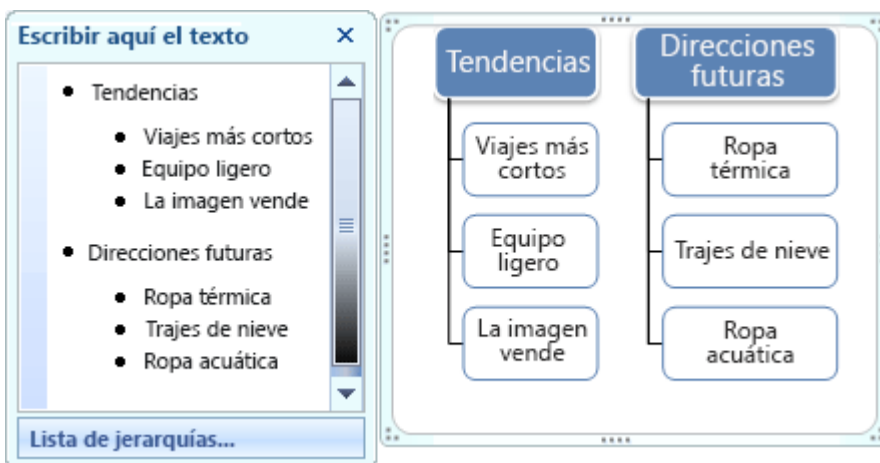 Escribir aquí el texto
Tendencias
Viajes más cortos
Equipo ligero
La imagen vende
Direcciones futuras
Ropa térmica
Trajes de nieve
Ropa acuática
Lista de jerarquías...
Tendencias
Viajes más
cortos
Equipo
ligero
La imagen
vende
Direcciones
futuras
Ropa
térmica
Trajes de nieve
Ropa
acuática